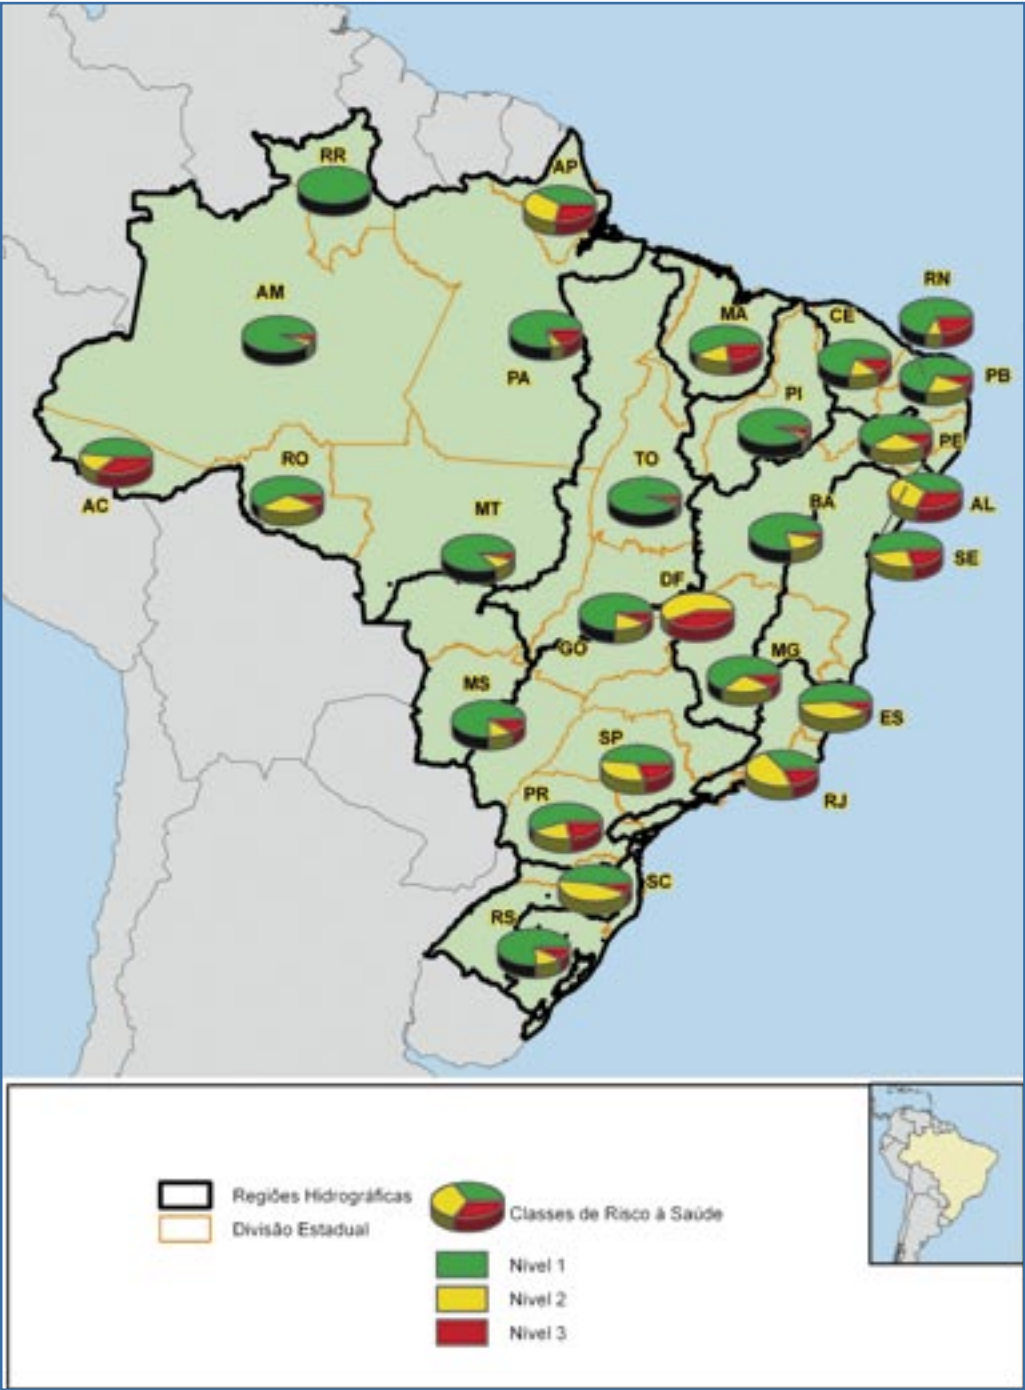 RR
AP
AM
RN
MA
CE
PA
PB
PI
PE
RO
TO
AC
MT
BA
AL
SE
DF
GO
MG
MS
ES
SP
PR
RJ
SC
RS
Regiões Hidrográficas
Divisão Estadual
Classes de Risco à Saúde
Nível 1
Nível 2
Nível 3